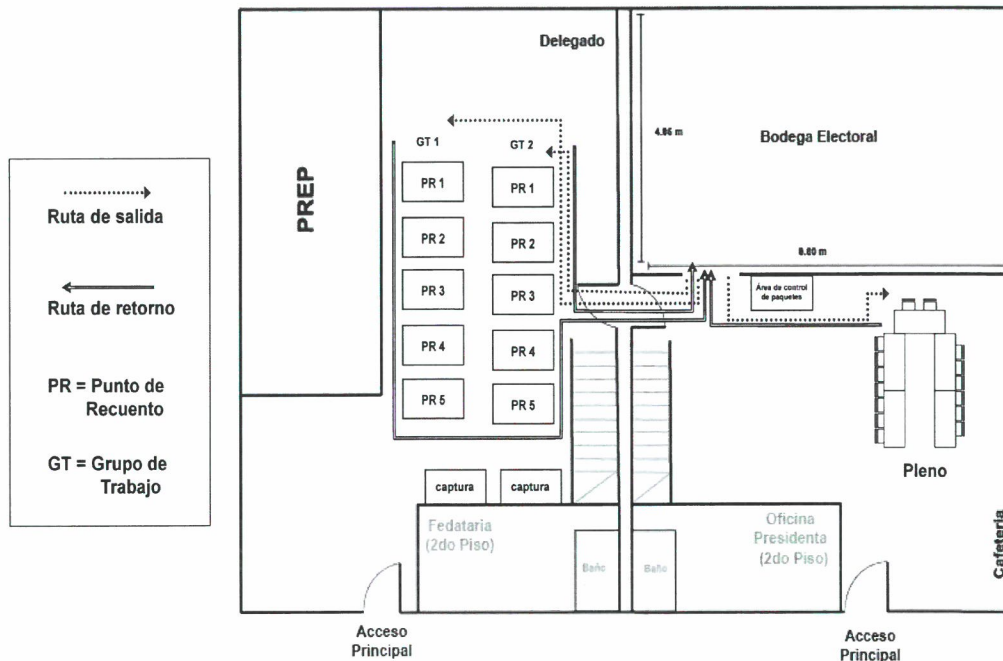 Ruta de salida
Ruta de retorno
PR = Punto de
Recuento
GT = Grupo de
Trabajo
PREP
Delegado
GT 1
GT 2
PR 1
PR 2
PR 3
PR 4
PR 5
PR 1
PR 2
PR 3
PR 4
PR 5
captura
captura
Fedataria
(2do Piso)
Baño
Baño
Acceso
Principal
4.86 m
Bodega Electoral
8.80 m
Área de control
de paquetes
Pleno
Oficina
Presidenta
(2do Piso)
Cafeteria
Acceso
Principal